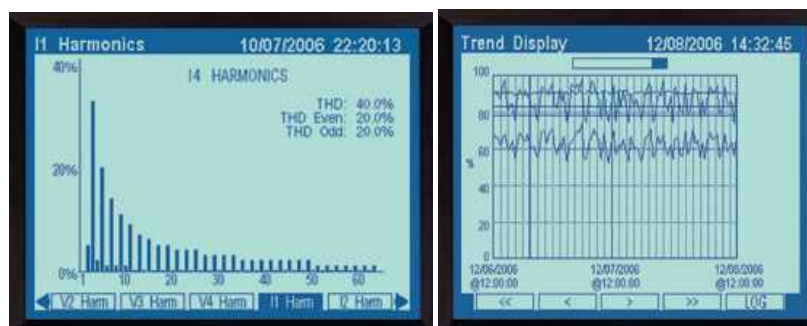 I1 Harmonics 10/07/2006 22:20:13
40%
I4 HARMONICS
THD: 40.0%
THD Even: 20.0%
THD Odd: 20.0%
20%
0%
1 10 20 30 40 50 60
V2 Harm V3 Harm V4 Harm I1 Harm I2 Harm
Trend Display 12/08/2006 14:32:45
100
80
60
40
20
0
12/06/2006 12/07/2006 12/08/2006
@12:00:00 @12:00:00 @12:00:00
<< < > >> LOG